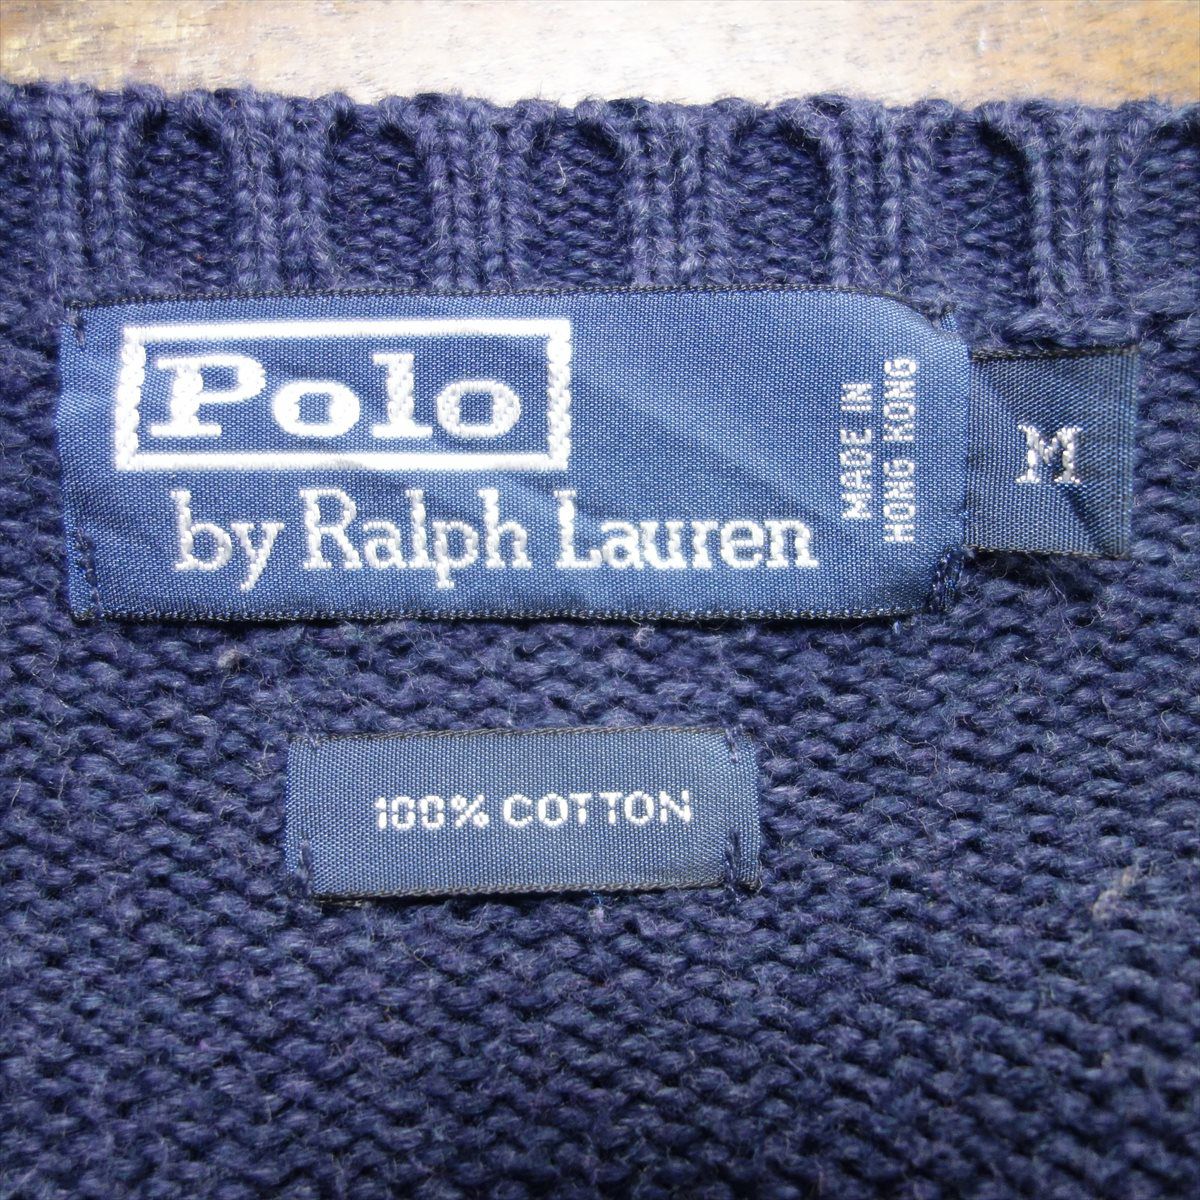 Polo
by Ralph Lauren
MADE IN
HONG KONG
M
100% COTTON